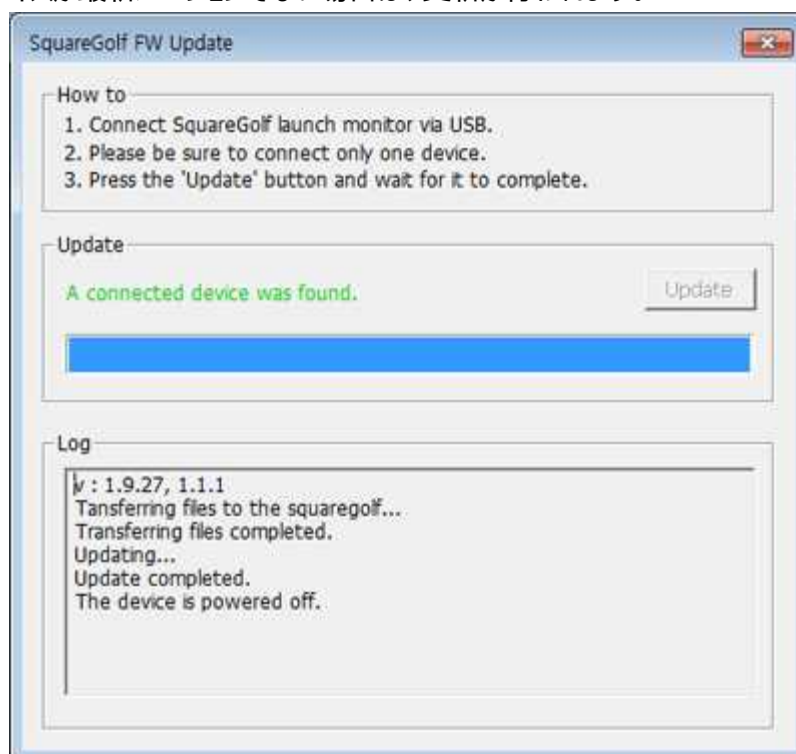 SquareGolf FW Update
How to
1. Connect SquareGolf launch monitor via USB.
2. Please be sure to connect only one device.
3. Press the 'Update' button and wait for it to complete.
Update
A connected device was found.
Update
Log
v : 1.9.27, 1.1.1
Tansferring files to the squaregolf...
Transferring files completed.
Updating...
Update completed.
The device is powered off.